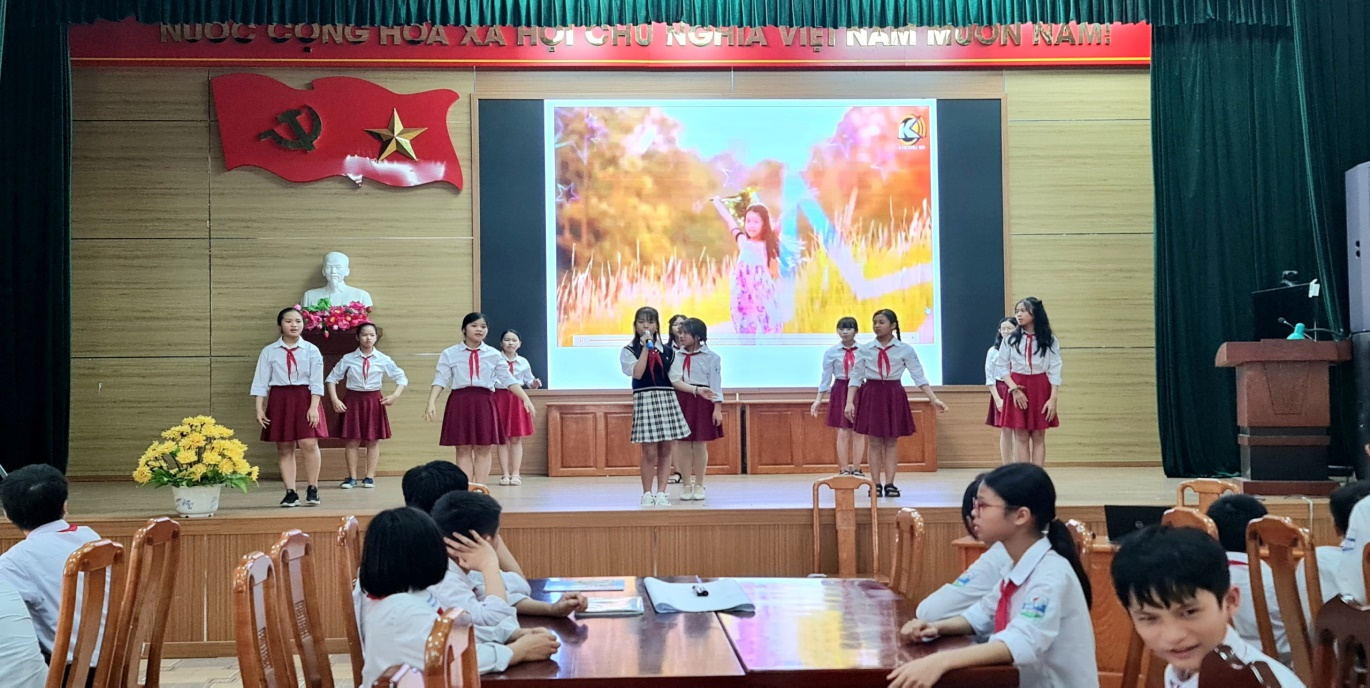 NƯỚC CỘNG HÒA XÃ HỘI CHỦ NGHĨA VIỆT NAM MUÔN NĂM!
K